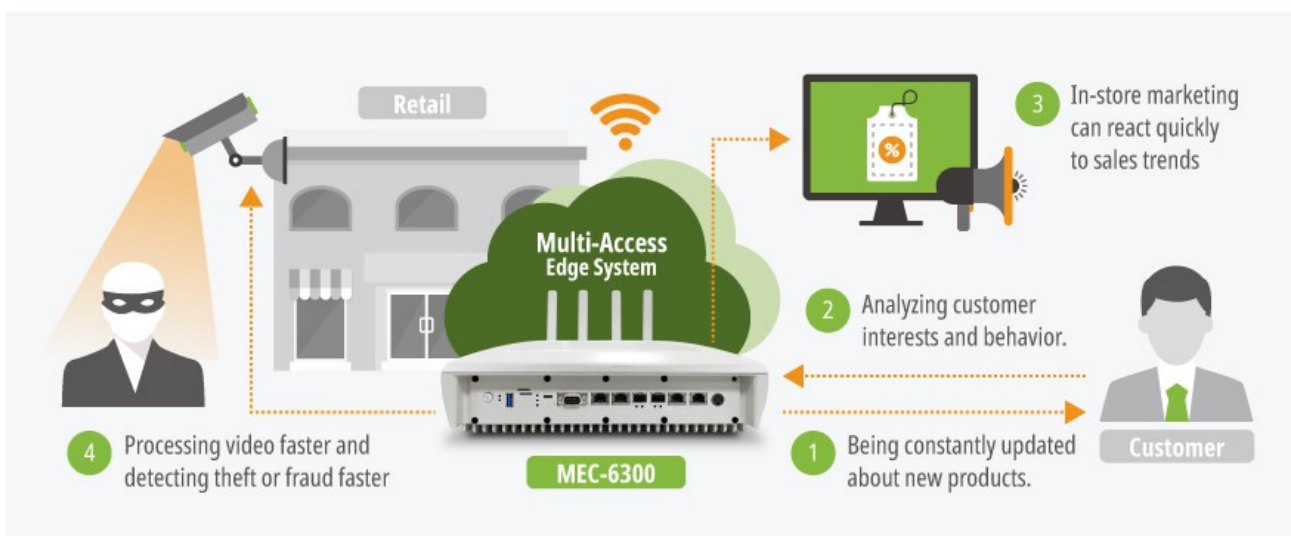 Retail
3
In-store marketing
can react quickly
to sales trends
%
Multi-Access
Edge System
2
Analyzing customer
interests and behavior.
4
Processing video faster and
detecting theft or fraud faster
MEC-6300
1
Being constantly updated
about new products.
Customer